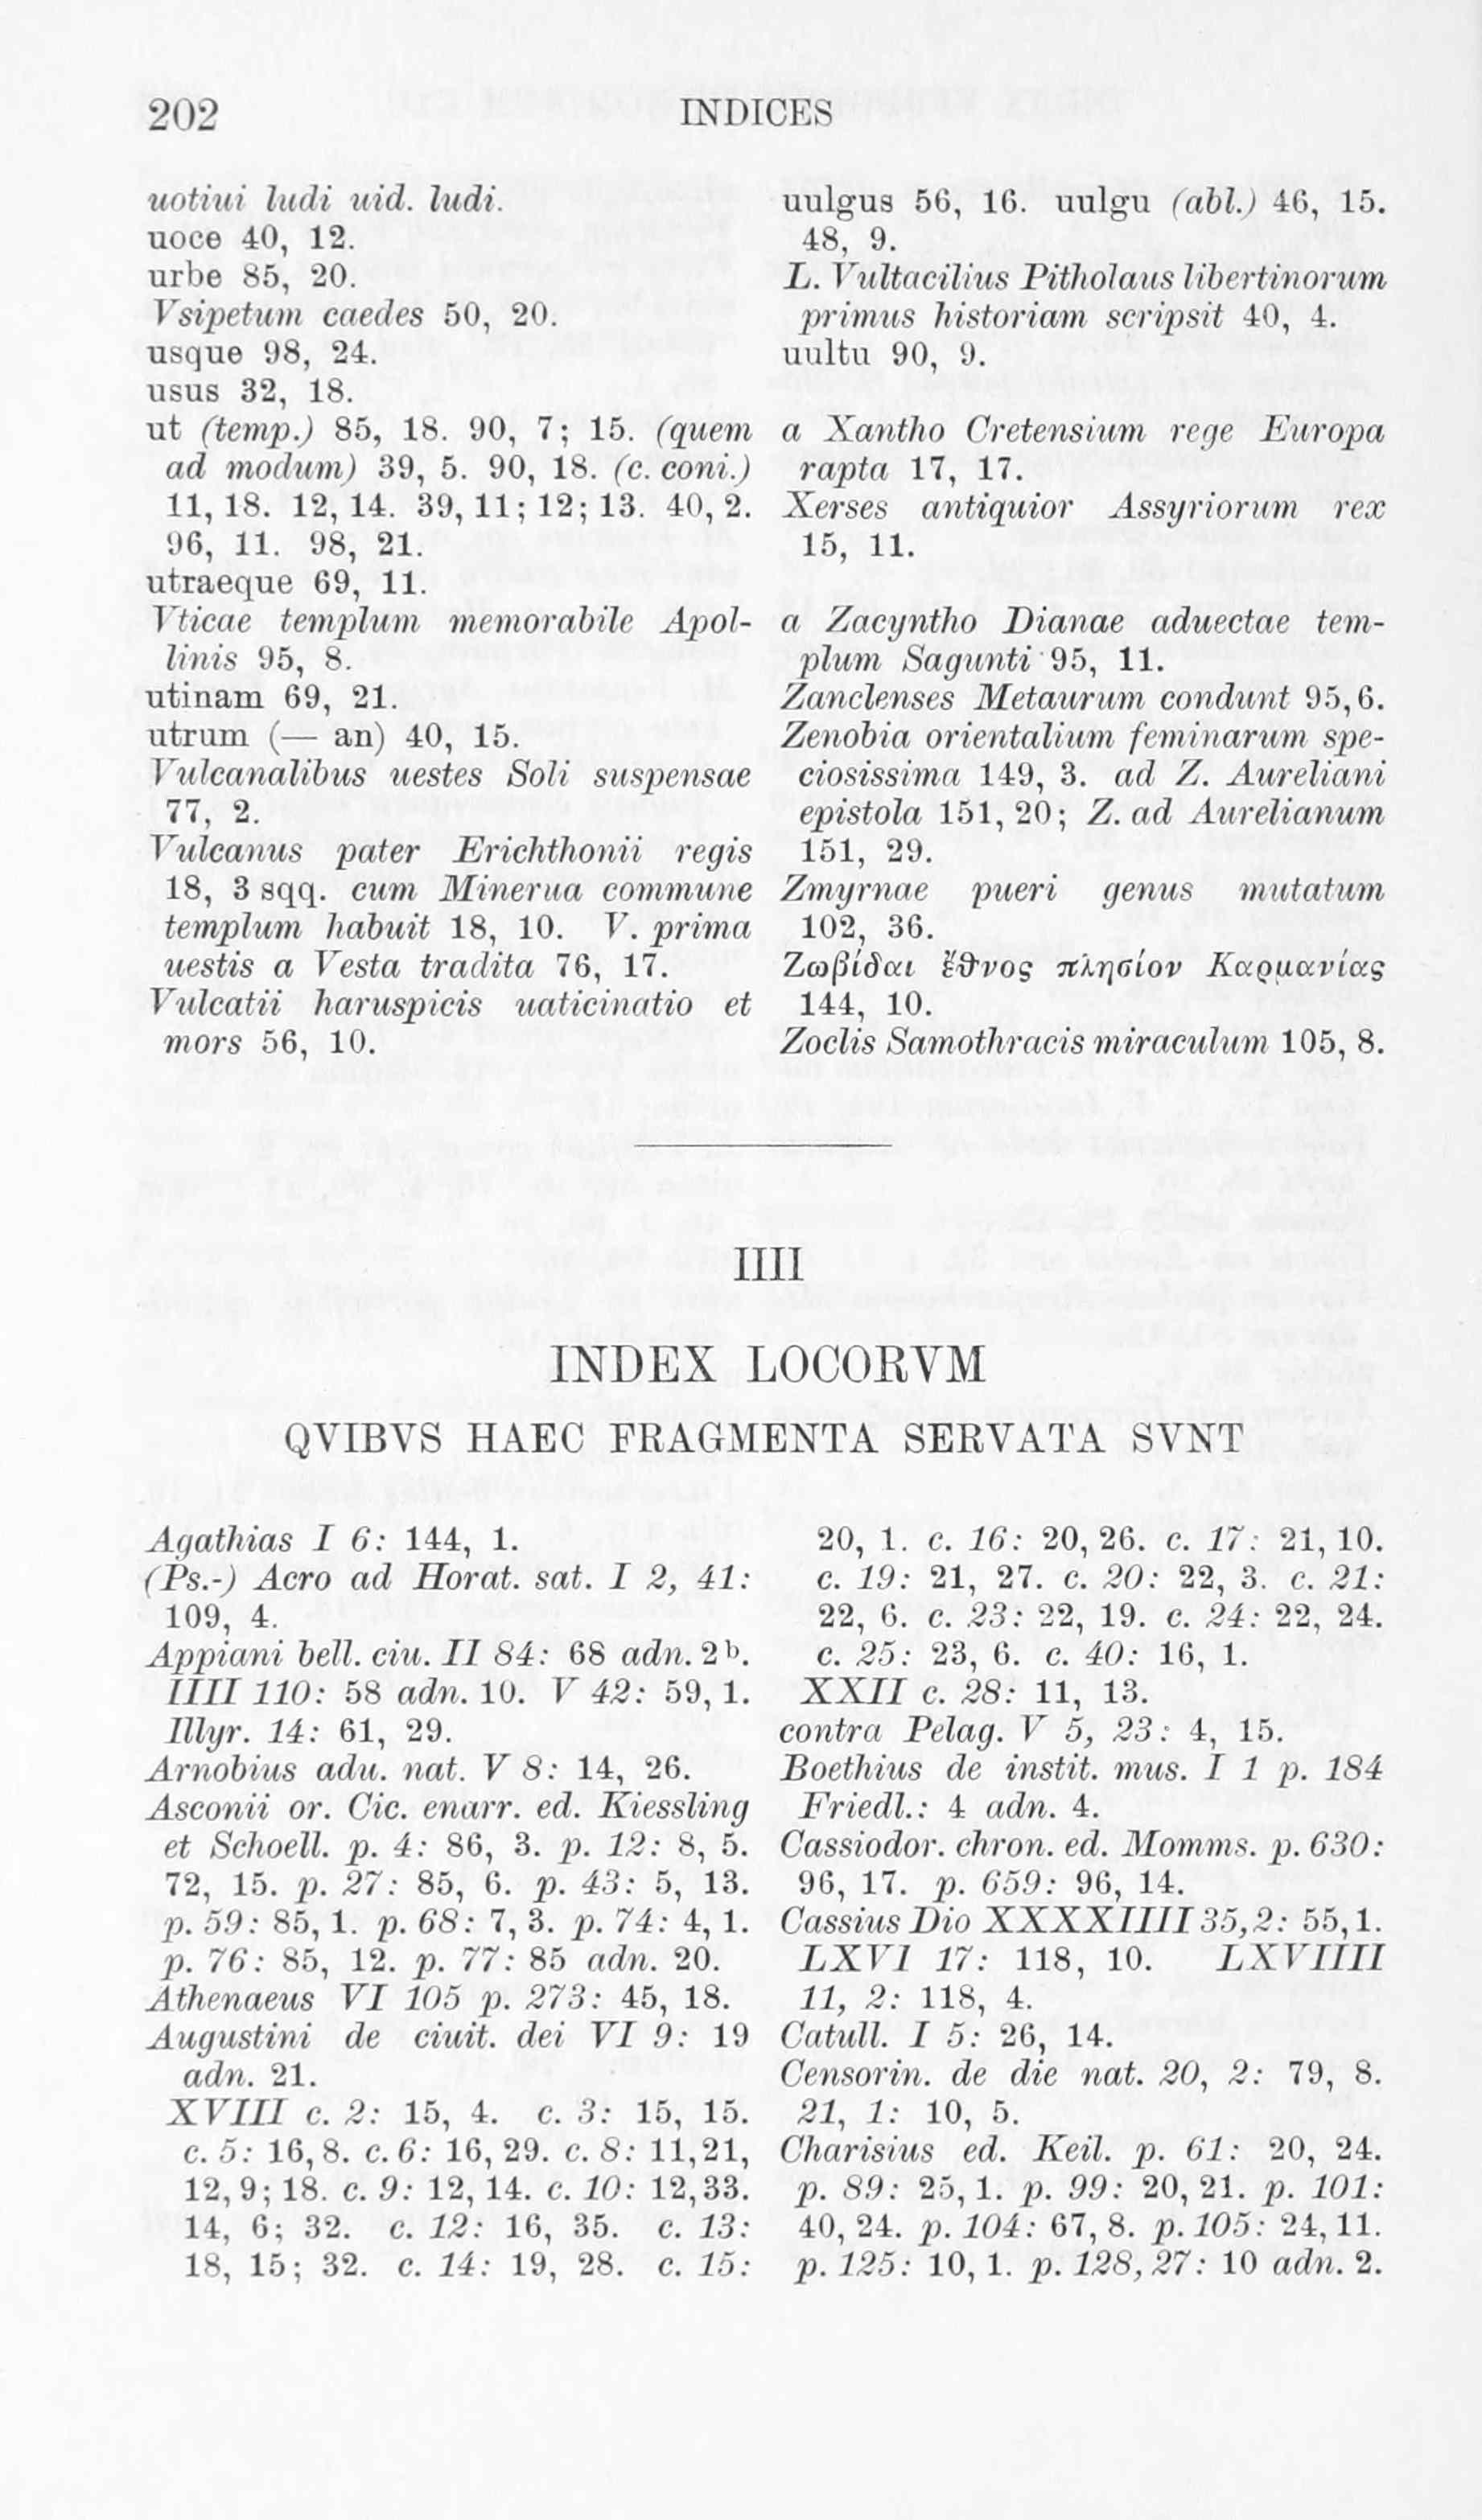 202
INDICES
uotiui ludi uid. ludi.
uoce 40, 12.
urbe 85, 20.
Vsipetum caedes 50, 20.
usque 98, 24.
usus 32, 18.
ut (temp.) 85, 18. 90, 7; 15. (quem
ad modum) 39, 5. 90, 18. (c. coni.)
11, 18. 12, 14. 39, 11; 12; 13. 40, 2.
96, 11. 98, 21.
utraeque 69, 11.
Vticae templum memorabile Apol-
linis 95, 8.
utinam 69, 21.
utrum (— an) 40, 15.
Vulcanalibus uestes Soli suspensae
77, 2.
Vulcanus pater Erichthonii regis
18, 3 sqq. cum Minerua commune
templum habuit 18, 10. V. prima
uestis a Vesta tradita 76, 17.
Vulcatii haruspicis uaticinatio et
mors 56, 10.
uulgus 56, 16. uulgu (abl.) 46, 15.
48, 9.
L. Vultacilius Pitholaus libertinorum
primus historiam scripsit 40, 4.
uultu 90, 9.
a Xantho Cretensium rege Europa
rapta 17, 17.
Xerses antiquior Assyriorum rex
15, 11.
a Zacyntho Dianae aduectae tem-
plum Sagunti 95, 11.
Zanclenses Metaurum condunt 95, 6.
Zenobia orientalium feminarum spe-
ciosissima 149, 3. ad Z. Aureliani
epistola 151, 20; Z. ad Aurelianum
151, 29.
Zmyrnae pueri genus mutatum
102, 36.
Ζωβίδαι ἔθνος πλησίον Καρμανίας
144, 10.
Zoclis Samothracis miraculum 105, 8.
IIII
INDEX LOCORVM
QVIBVS HAEC FRAGMENTA SERVATA SVNT
Agathias I 6: 144, 1.
(Ps.-) Acro ad Horat. sat. I 2, 41:
109, 4.
Appiani bell. ciu. II 84: 68 adn. 2b.
IIII 110: 58 adn. 10. V 42: 59, 1.
Illyr. 14: 61, 29.
Arnobius adu. nat. V 8: 14, 26.
Asconii or. Cic. enarr. ed. Kiessling
et Schoell. p. 4: 86, 3. p. 12: 8, 5.
72, 15. p. 27: 85, 6. p. 43: 5, 13.
p. 59: 85, 1. p. 68: 7, 3. p. 74: 4, 1.
p. 76: 85, 12. p. 77: 85 adn. 20.
Athenaeus VI 105 p. 273: 45, 18.
Augustini de ciuit. dei VI 9: 19
adn. 21.
XVIII c. 2: 15, 4. c. 3: 15, 15.
c. 5: 16, 8. c. 6: 16, 29. c. 8: 11, 21,
12, 9; 18. c. 9: 12, 14. c. 10: 12, 33.
14, 6; 32. c. 12: 16, 35. c. 13:
18, 15; 32. c. 14: 19, 28. c. 15:
20, 1. c. 16: 20, 26. c. 17: 21, 10.
c. 19: 21, 27. c. 20: 22, 3. c. 21:
22, 6. c. 23: 22, 19. c. 24: 22, 24.
c. 25: 23, 6. c. 40: 16, 1.
XXII c. 28: 11, 13.
contra Pelag. V 5, 23: 4, 15.
Boethius de instit. mus. I 1 p. 184
Friedl.: 4 adn. 4.
Cassiodor. chron. ed. Momms. p. 630:
96, 17. p. 659: 96, 14.
Cassius Dio XXXXIIII 35, 2: 55, 1.
LXVI 17: 118, 10. LXVIIII
11, 2: 118, 4.
Catull. I 5: 26, 14.
Censorin. de die nat. 20, 2: 79, 8.
21, 1: 10, 5.
Charisius ed. Keil. p. 61: 20, 24.
p. 89: 25, 1. p. 99: 20, 21. p. 101:
40, 24. p. 104: 67, 8. p. 105: 24, 11.
p. 125: 10, 1. p. 128, 27: 10 adn. 2.